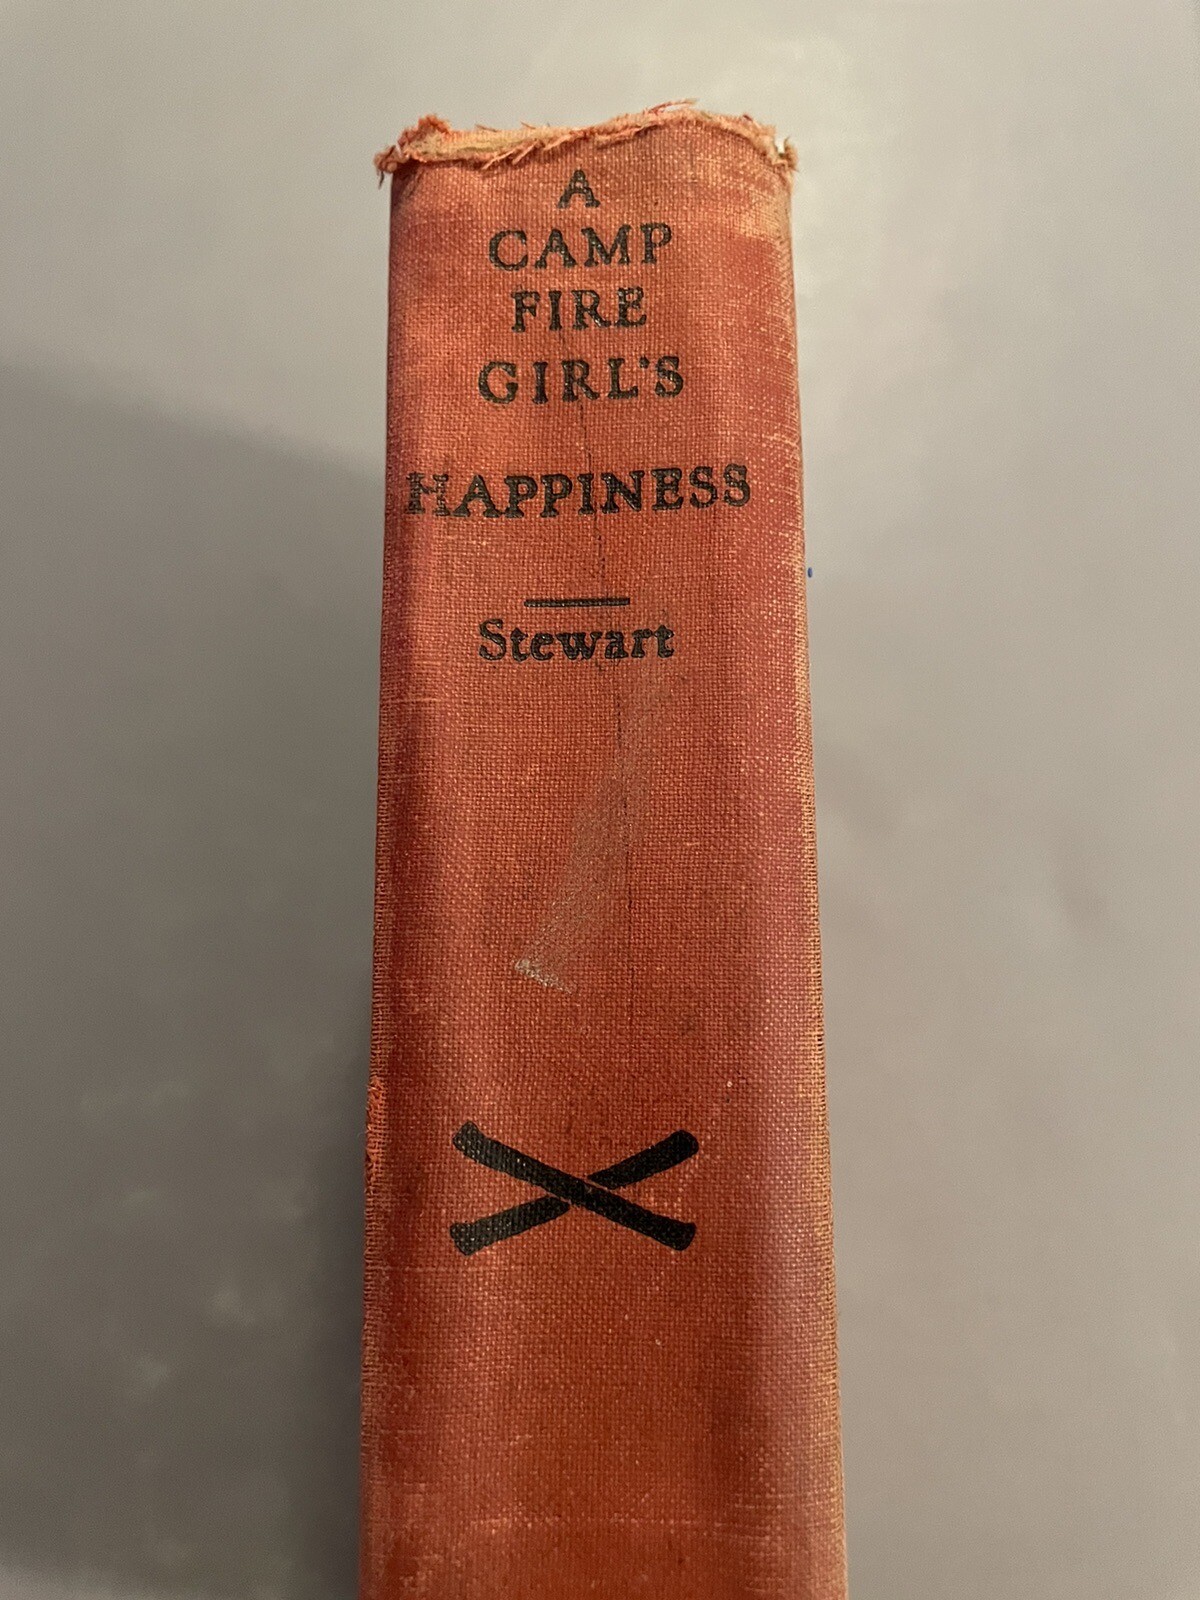 A
CAMP
FIRE
GIRL'S
HAPPINESS
Stewart